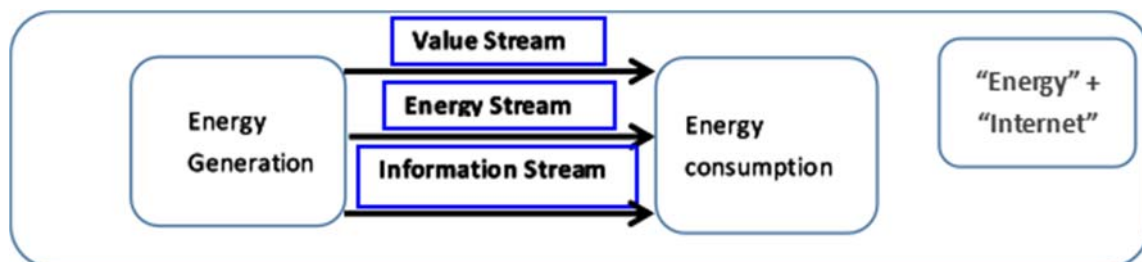 Value Stream
Energy Stream
Information Stream
Energy
Generation
Energy
consumption
“Energy” +
“Internet”